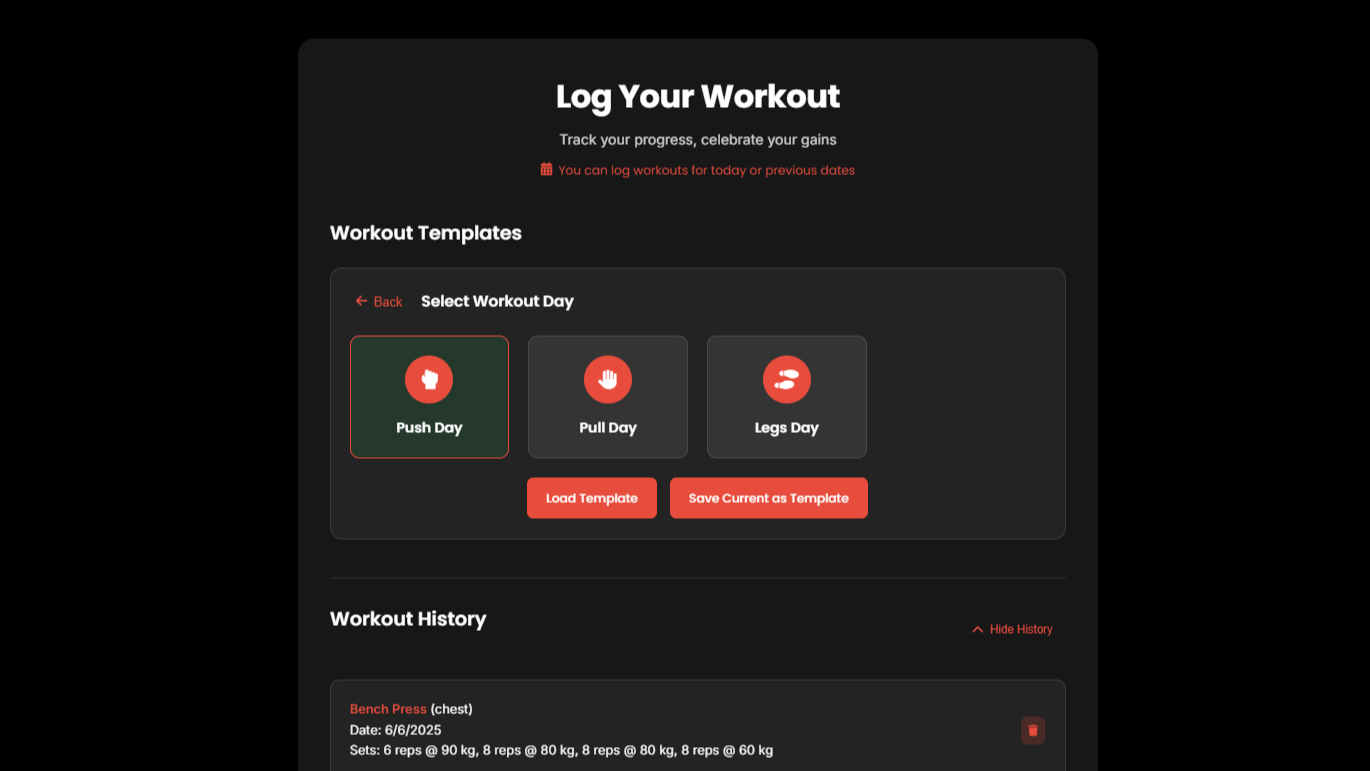 Log Your Workout
Track your progress, celebrate your gains
You can log workouts for today or previous dates
Workout Templates
Back
Select Workout Day
Push Day
Pull Day
Legs Day
Load Template
Save Current as Template
Workout History
Hide History
Bench Press (chest)
Date: 6/6/2025
Sets: 6 reps @ 90 kg, 8 reps @ 80 kg, 8 reps @ 80 kg, 8 reps @ 60 kg